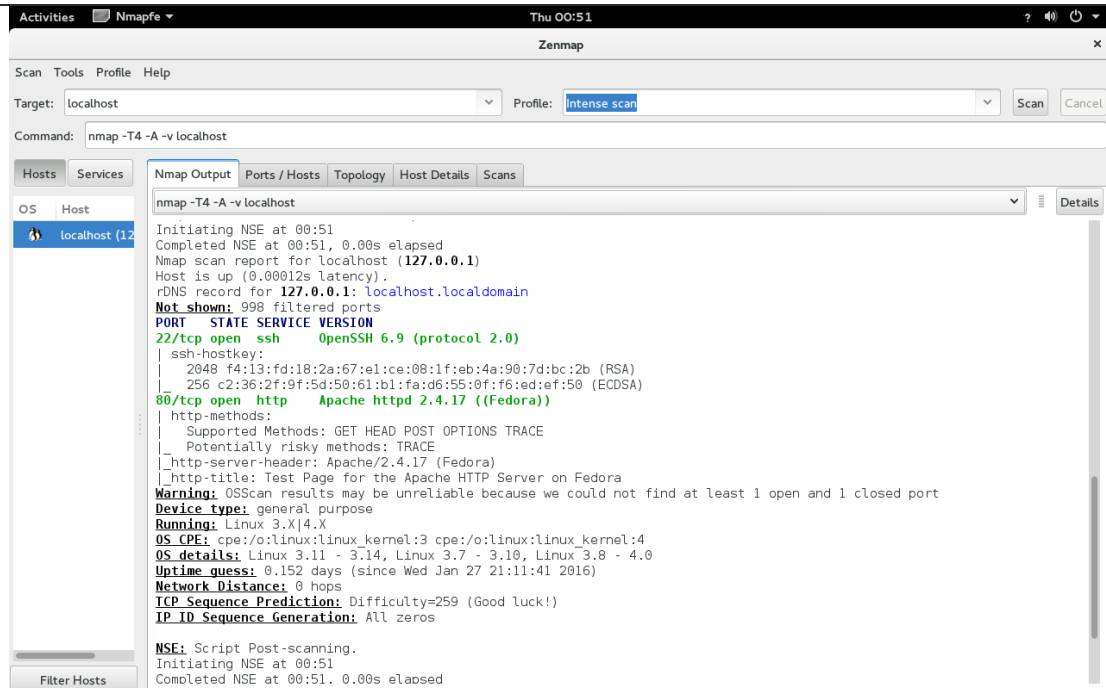 Activities Nmapfe Thu 00:51 ?
Zenmap ×
Scan Tools Profile Help
Target: localhost Profile: Intense scan Scan Cancel
Command: nmap -T4 -A -v localhost
Hosts Services Nmap Output Ports / Hosts Topology Host Details Scans
OS Host nmap -T4 -A -v localhost Details
localhost (12
Initiating NSE at 00:51
Completed NSE at 00:51, 0.00s elapsed
Nmap scan report for localhost (127.0.0.1)
Host is up (0.00012s latency).
rDNS record for 127.0.0.1: localhost.localdomain
Not shown: 998 filtered ports
PORT   STATE SERVICE VERSION
22/tcp open  ssh     OpenSSH 6.9 (protocol 2.0)
| ssh-hostkey:
|   2048 f4:13:fd:18:2a:67:e1:ce:08:1f:eb:4a:90:7d:bc:2b (RSA)
|_  256 c2:36:2f:9f:5d:50:61:b1:fa:d6:55:0f:f6:ed:ef:50 (ECDSA)
80/tcp open  http    Apache httpd 2.4.17 ((Fedora))
| http-methods:
|   Supported Methods: GET HEAD POST OPTIONS TRACE
|_  Potentially risky methods: TRACE
|_http-server-header: Apache/2.4.17 (Fedora)
|_http-title: Test Page for the Apache HTTP Server on Fedora
Warning: OSScan results may be unreliable because we could not find at least 1 open and 1 closed port
Device type: general purpose
Running: Linux 3.X|4.X
OS CPE: cpe:/o:linux:linux_kernel:3 cpe:/o:linux:linux_kernel:4
OS details: Linux 3.11 - 3.14, Linux 3.7 - 3.10, Linux 3.8 - 4.0
Uptime guess: 0.152 days (since Wed Jan 27 21:11:41 2016)
Network Distance: 0 hops
TCP Sequence Prediction: Difficulty=259 (Good luck!)
IP ID Sequence Generation: All zeros
NSE: Script Post-scanning.
Initiating NSE at 00:51
Completed NSE at 00:51, 0.00s elapsed
Filter Hosts